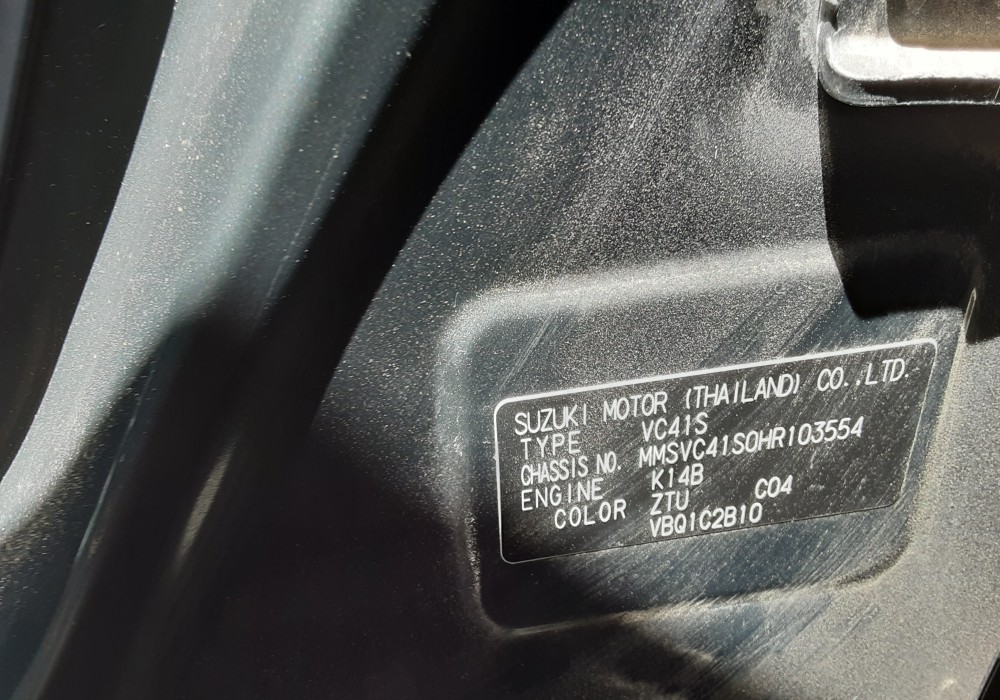 SUZUKI MOTOR (THAILAND) CO.,LTD.
TYPE VC41S
CHASSIS NO. MMSVC41S0HR103554
ENGINE K14B
COLOR ZTU C04
VBQ1C2B10